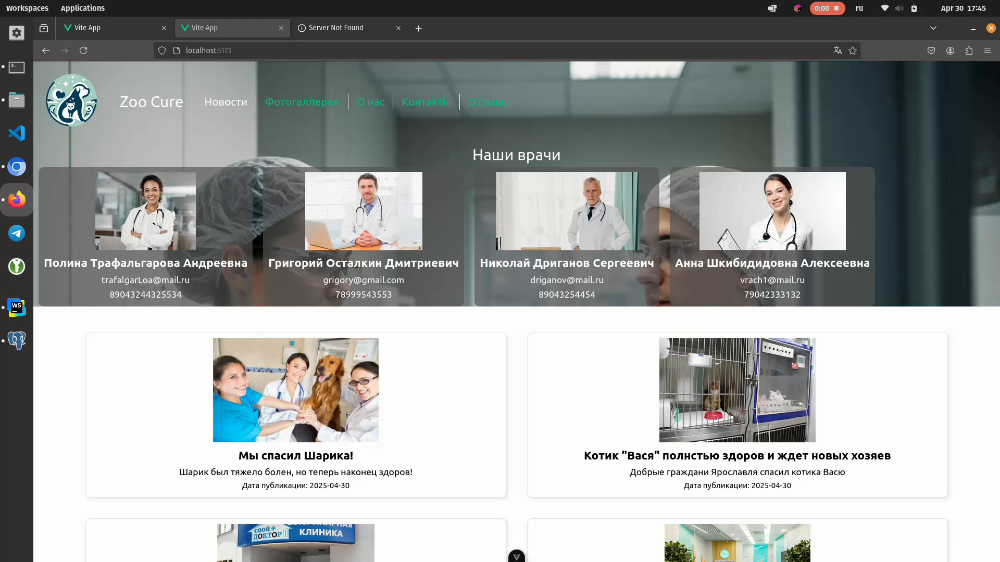 Workspaces Applications 0:00 ru Apr 30 17:45
Vite App Vite App Server Not Found
localhost:5173
Zoo Cure Новости Фотогаллерея О нас Контакты Отзывы
Наши врачи
Полина Трафальгарова Андреевна
trafalgarLoa@mail.ru
89043244325534
Григорий Осталкин Дмитриевич
grigory@gmail.com
78999543553
Николай Дриганов Сергеевич
driganov@mail.ru
89043254454
Анна Шкибидидовна Алексеевна
vrach1@mail.ru
79042333132
Мы спасил Шарика!
Шарик был тяжело болен, но теперь наконец здоров!
Дата публикации: 2025-04-30
Котик "Вася" полнстью здоров и ждет новых хозяев
Добрые граждани Ярославля спасил котика Васю
Дата публикации: 2025-04-30
СВОЙ
ДОКТОР
ВЕТЕРИНАРНАЯ
КЛИНИКА
WS